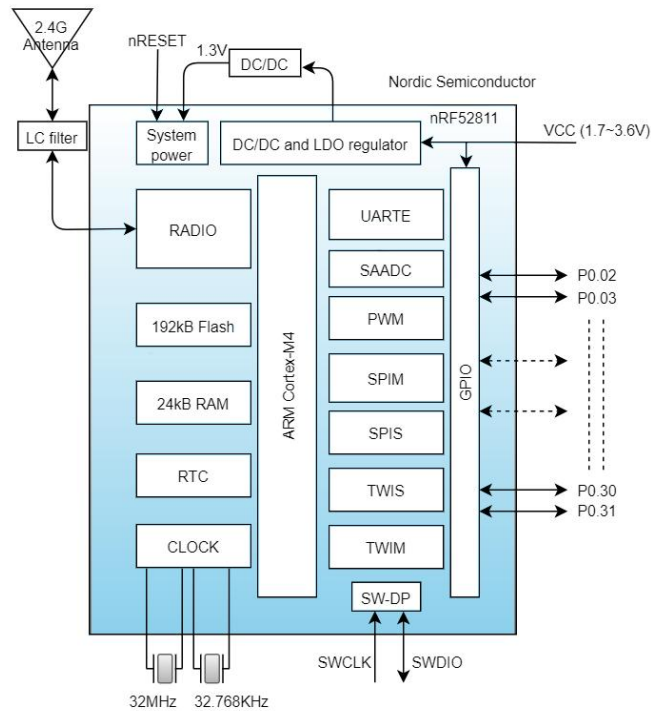 2.4G
Antenna
nRESET
1.3V
DC/DC
Nordic Semiconductor
LC filter
System
power
DC/DC and LDO regulator
nRF52811
VCC (1.7~3.6V)
RADIO
192kB Flash
24kB RAM
RTC
CLOCK
ARM Cortex-M4
UARTE
SAADC
PWM
SPIM
SPIS
TWIS
TWIM
SW-DP
GPIO
P0.02
P0.03
P0.30
P0.31
SWCLK
SWDIO
32MHz
32.768KHz